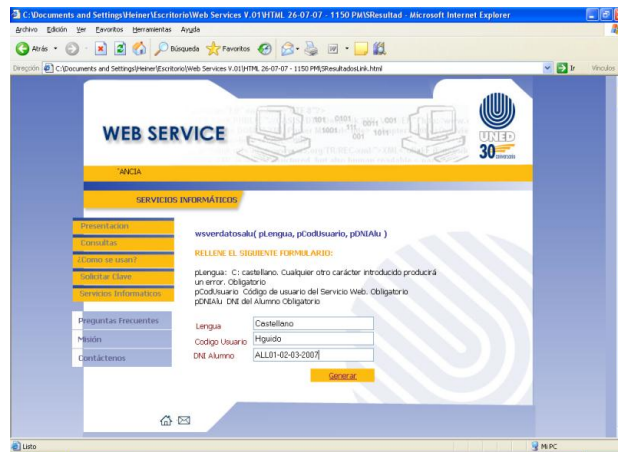 C:\Documents and Settings\Heiner\Escritorio\Web Services V.01\HTML 26-07-07 - 1150 PM\SResultad - Microsoft Internet Explorer
Archivo Edición Ver Favoritos Herramientas Ayuda
Atrás Búsqueda Favoritos
Dirección C:\Documents and Settings\Heiner\Escritorio\Web Services V.01\HTML 26-07-07 - 1150 PM\SResultadosLink.html Ir Vínculos
WEB SERVICE
UNED
30
"ANCIA
SERVICIOS INFORMÁTICOS
Presentacion
Consultas
¿Como se usan?
Solicitar Clave
Servicios Informaticos
Preguntas Frecuentes
Misión
Contáctenos
wsverdatosalu( pLengua, pCodUsuario, pDNIAlu )
RELLENE EL SIGUIENTE FORMULARIO:
pLengua: C: castellano. Cualquier otro carácter introducido producirá
un error. Obligatorio
pCodUsuario Código de usuario del Servicio Web. Obligatorio
pDNIAlu DNI del Alumno Obligatorio
Lengua Castellano
Codigo Usuario Hguido
DNI Alumno ALL01-02-03-2007
Generar
Listo Mi PC